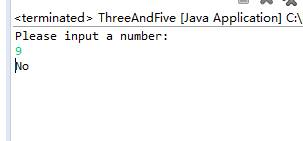 <terminated> ThreeAndFive [Java Application] C:\
Please input a number:
9
No